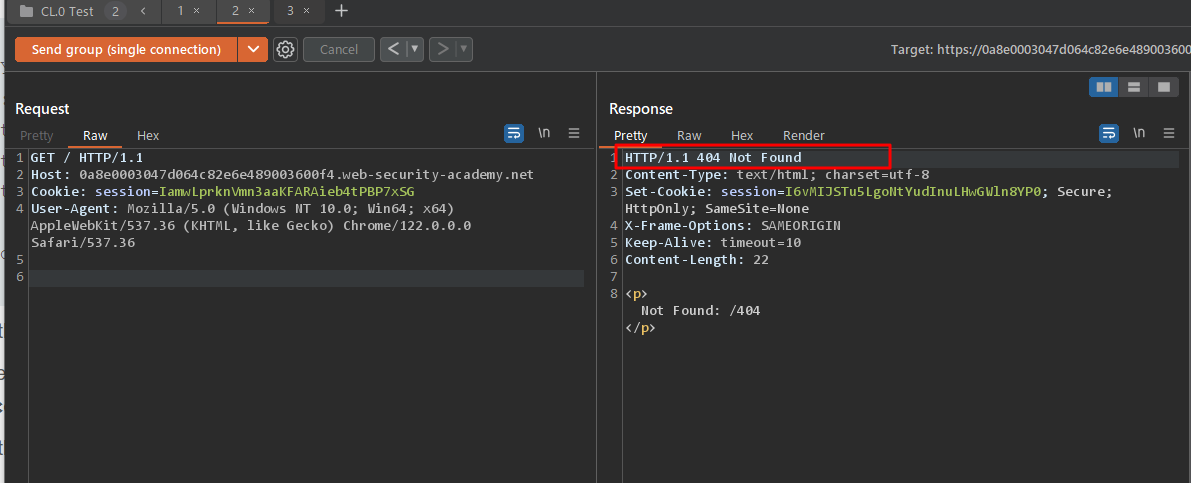 CL.0 Test 2 < 1 × 2 × 3 × +
Send group (single connection) Cancel < > Target: https://0a8e0003047d064c82e6e489003600
Request
Pretty Raw Hex \n
1 GET / HTTP/1.1
2 Host: 0a8e0003047d064c82e6e489003600f4.web-security-academy.net
3 Cookie: session=IamwLprknVmn3aaKFARAieb4tPBP7xSG
4 User-Agent: Mozilla/5.0 (Windows NT 10.0; Win64; x64)
AppleWebKit/537.36 (KHTML, like Gecko) Chrome/122.0.0.0
Safari/537.36
5
6
Response
Pretty Raw Hex Render \n
1 HTTP/1.1 404 Not Found
2 Content-Type: text/html; charset=utf-8
3 Set-Cookie: session=I6vMIJSTu5LgoNtYudInuLHwGWln8YP0; Secure;
HttpOnly; SameSite=None
4 X-Frame-Options: SAMEORIGIN
5 Keep-Alive: timeout=10
6 Content-Length: 22
7
8 <p>
Not Found: /404
</p>